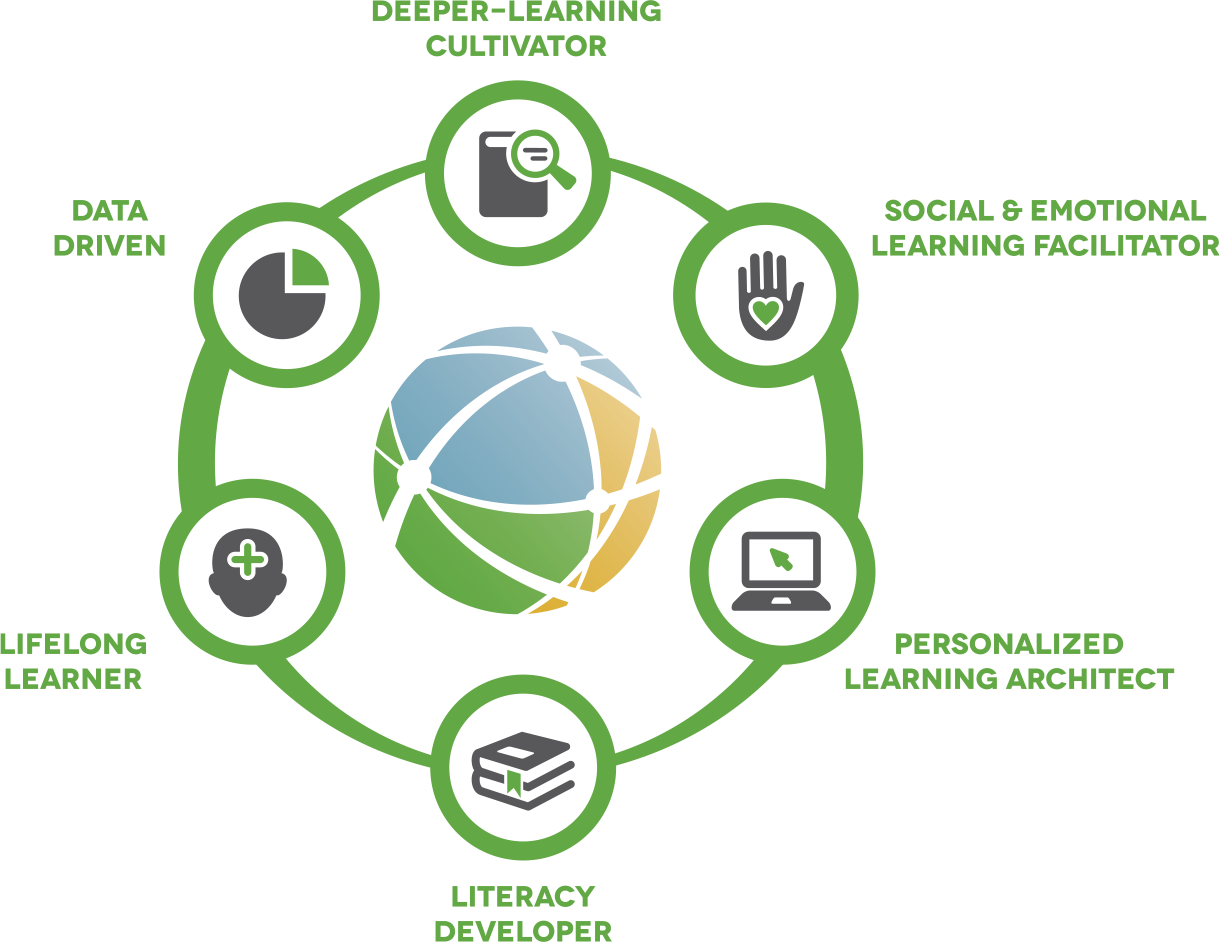 DEEPER-LEARNING
CULTIVATOR
DATA
DRIVEN
SOCIAL & EMOTIONAL
LEARNING FACILITATOR
LIFELONG
LEARNER
PERSONALIZED
LEARNING ARCHITECT
LITERACY
DEVELOPER